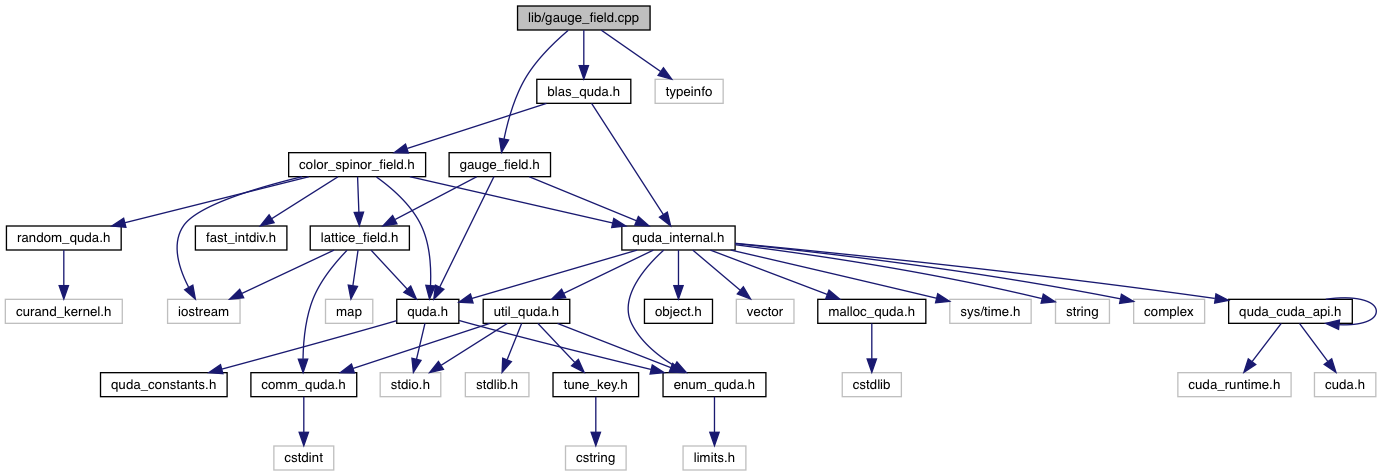 lib/gauge_field.cpp
blas_quda.h
typeinfo
color_spinor_field.h
gauge_field.h
random_quda.h
fast_intdiv.h
lattice_field.h
quda_internal.h
curand_kernel.h
iostream
map
quda.h
util_quda.h
object.h
vector
malloc_quda.h
sys/time.h
string
complex
quda_cuda_api.h
quda_constants.h
comm_quda.h
stdio.h
stdlib.h
tune_key.h
enum_quda.h
cstdlib
cuda_runtime.h
cuda.h
cstdint
cstring
limits.h